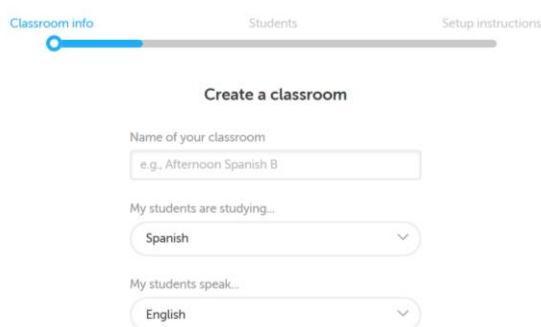 Classroom info Students Setup instructions
Create a classroom
Name of your classroom
e.g., Afternoon Spanish B
My students are studying...
Spanish
My students speak...
English